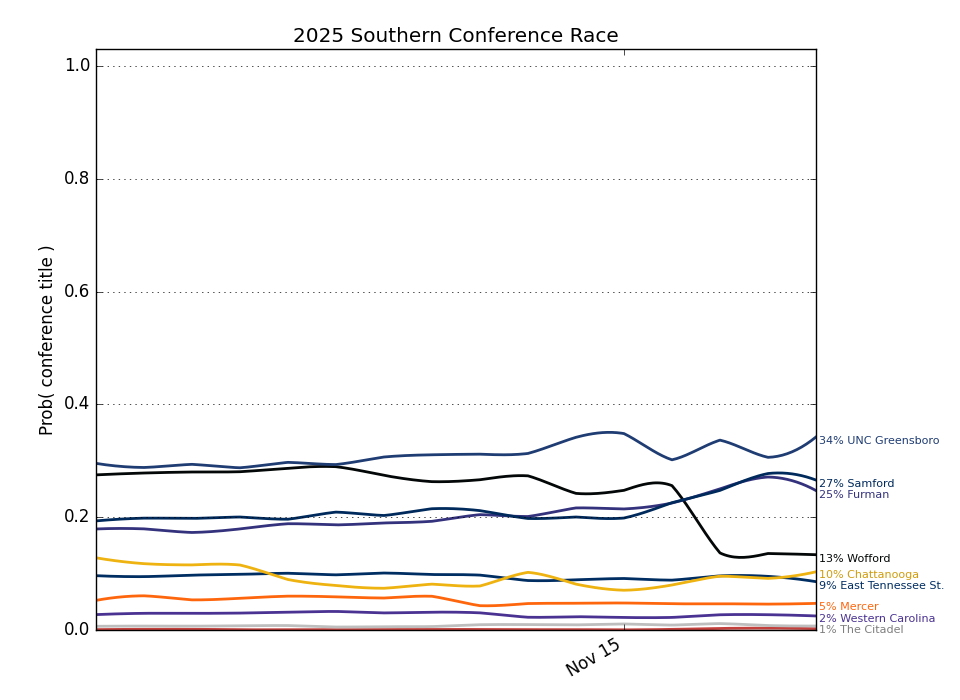 2025 Southern Conference Race
1.0
0.8
0.6
0.4
0.2
0.0
Prob( conference title )
Nov 15
34% UNC Greensboro
27% Samford
25% Furman
13% Wofford
10% Chattanooga
9% East Tennessee St.
5% Mercer
2% Western Carolina
1% The Citadel